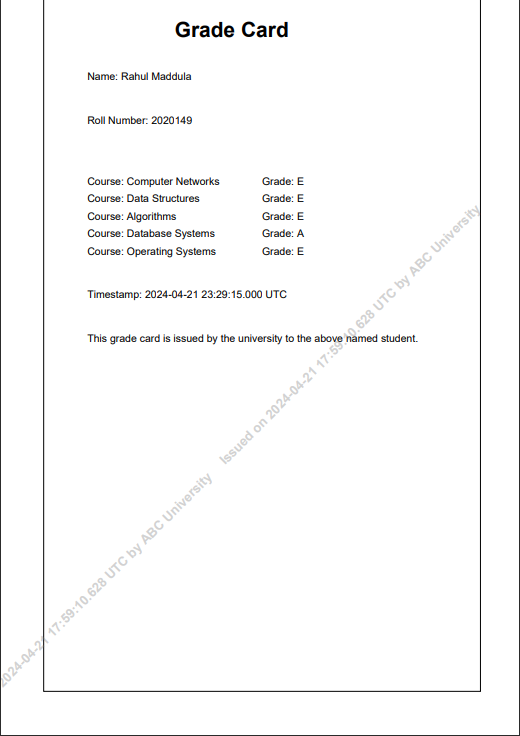 Grade Card
Name: Rahul Maddula
Roll Number: 2020149
Course: Computer Networks Grade: E
Course: Data Structures Grade: E
Course: Algorithms Grade: E
Course: Database Systems Grade: A
Course: Operating Systems Grade: E
Timestamp: 2024-04-21 23:29:15.000 UTC
This grade card is issued by the university to the above named student.
2024-04-21 17:59:10.628 UTC by ABC University Issued on 2024-04-21 17:59:10.628 UTC by ABC University